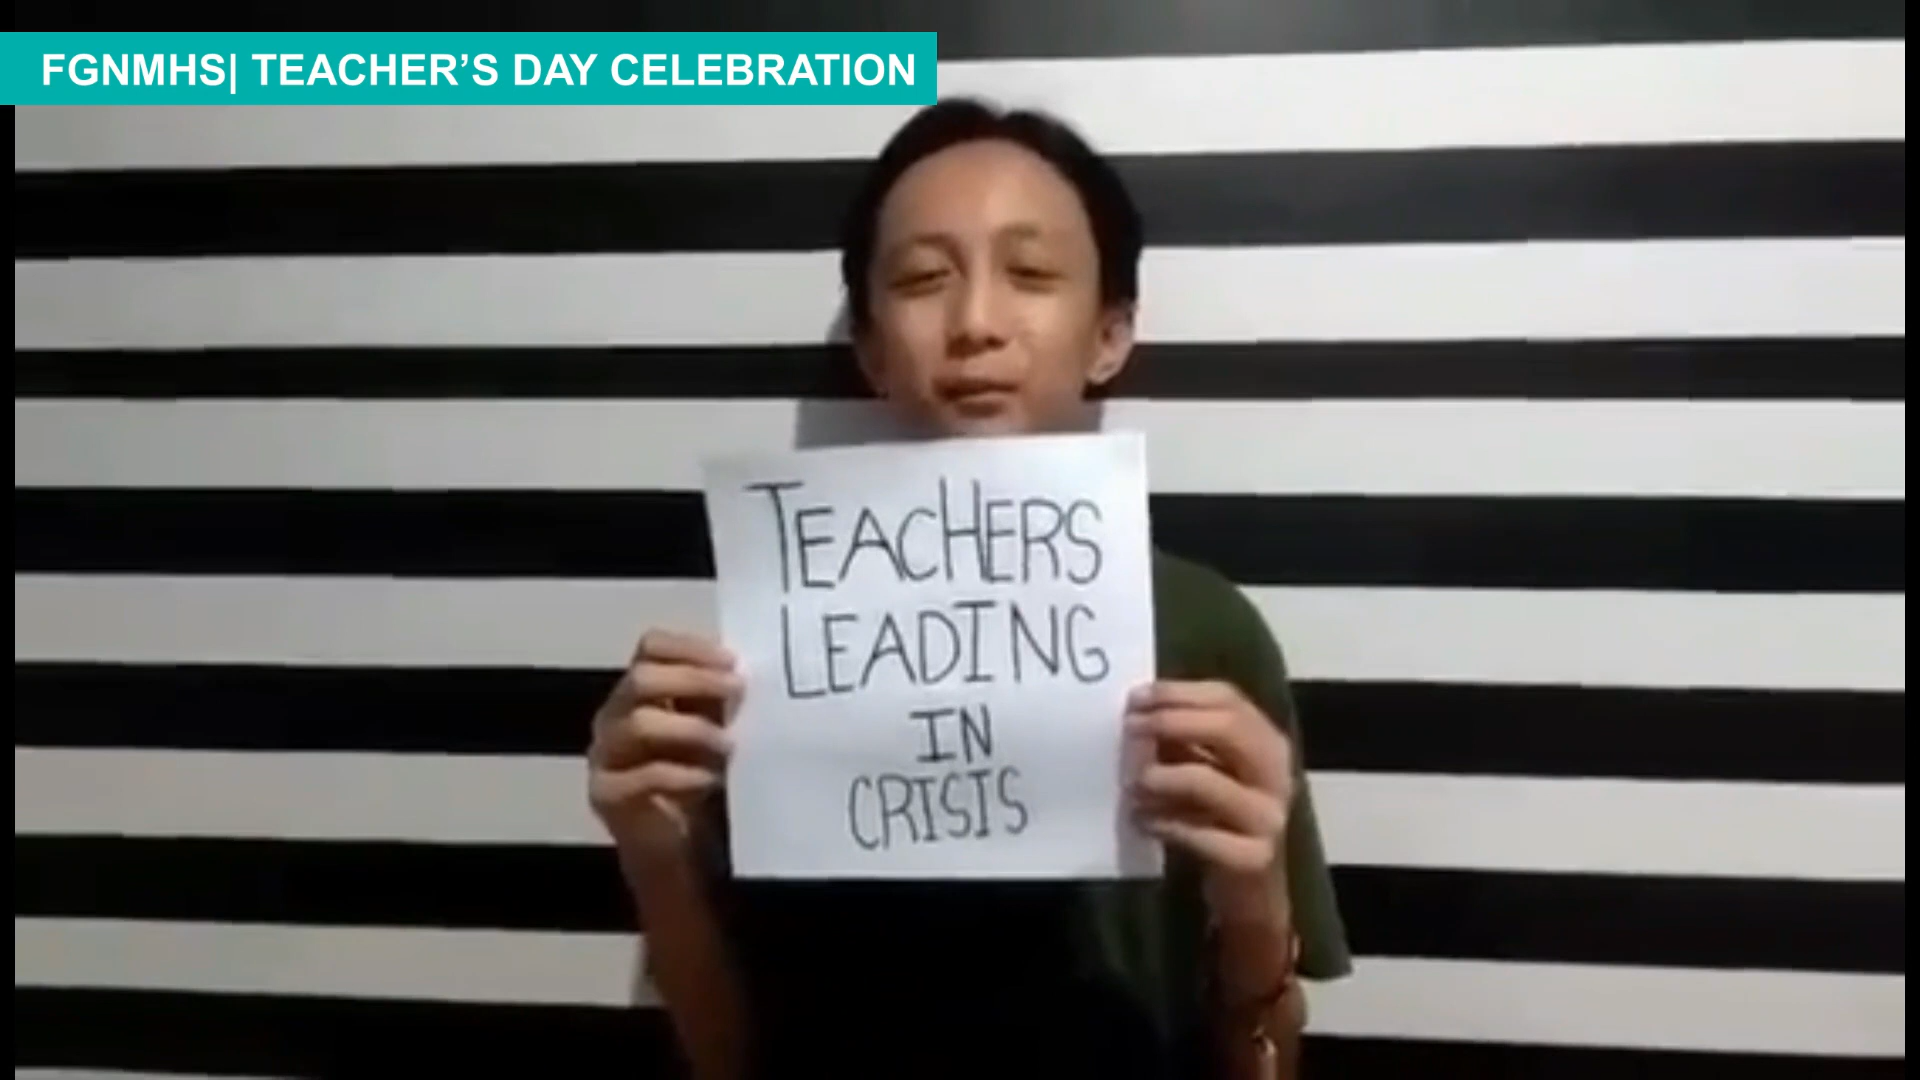 FGNMHS| TEACHER’S DAY CELEBRATION
TEACHERS
LEADING
IN
CRISIS